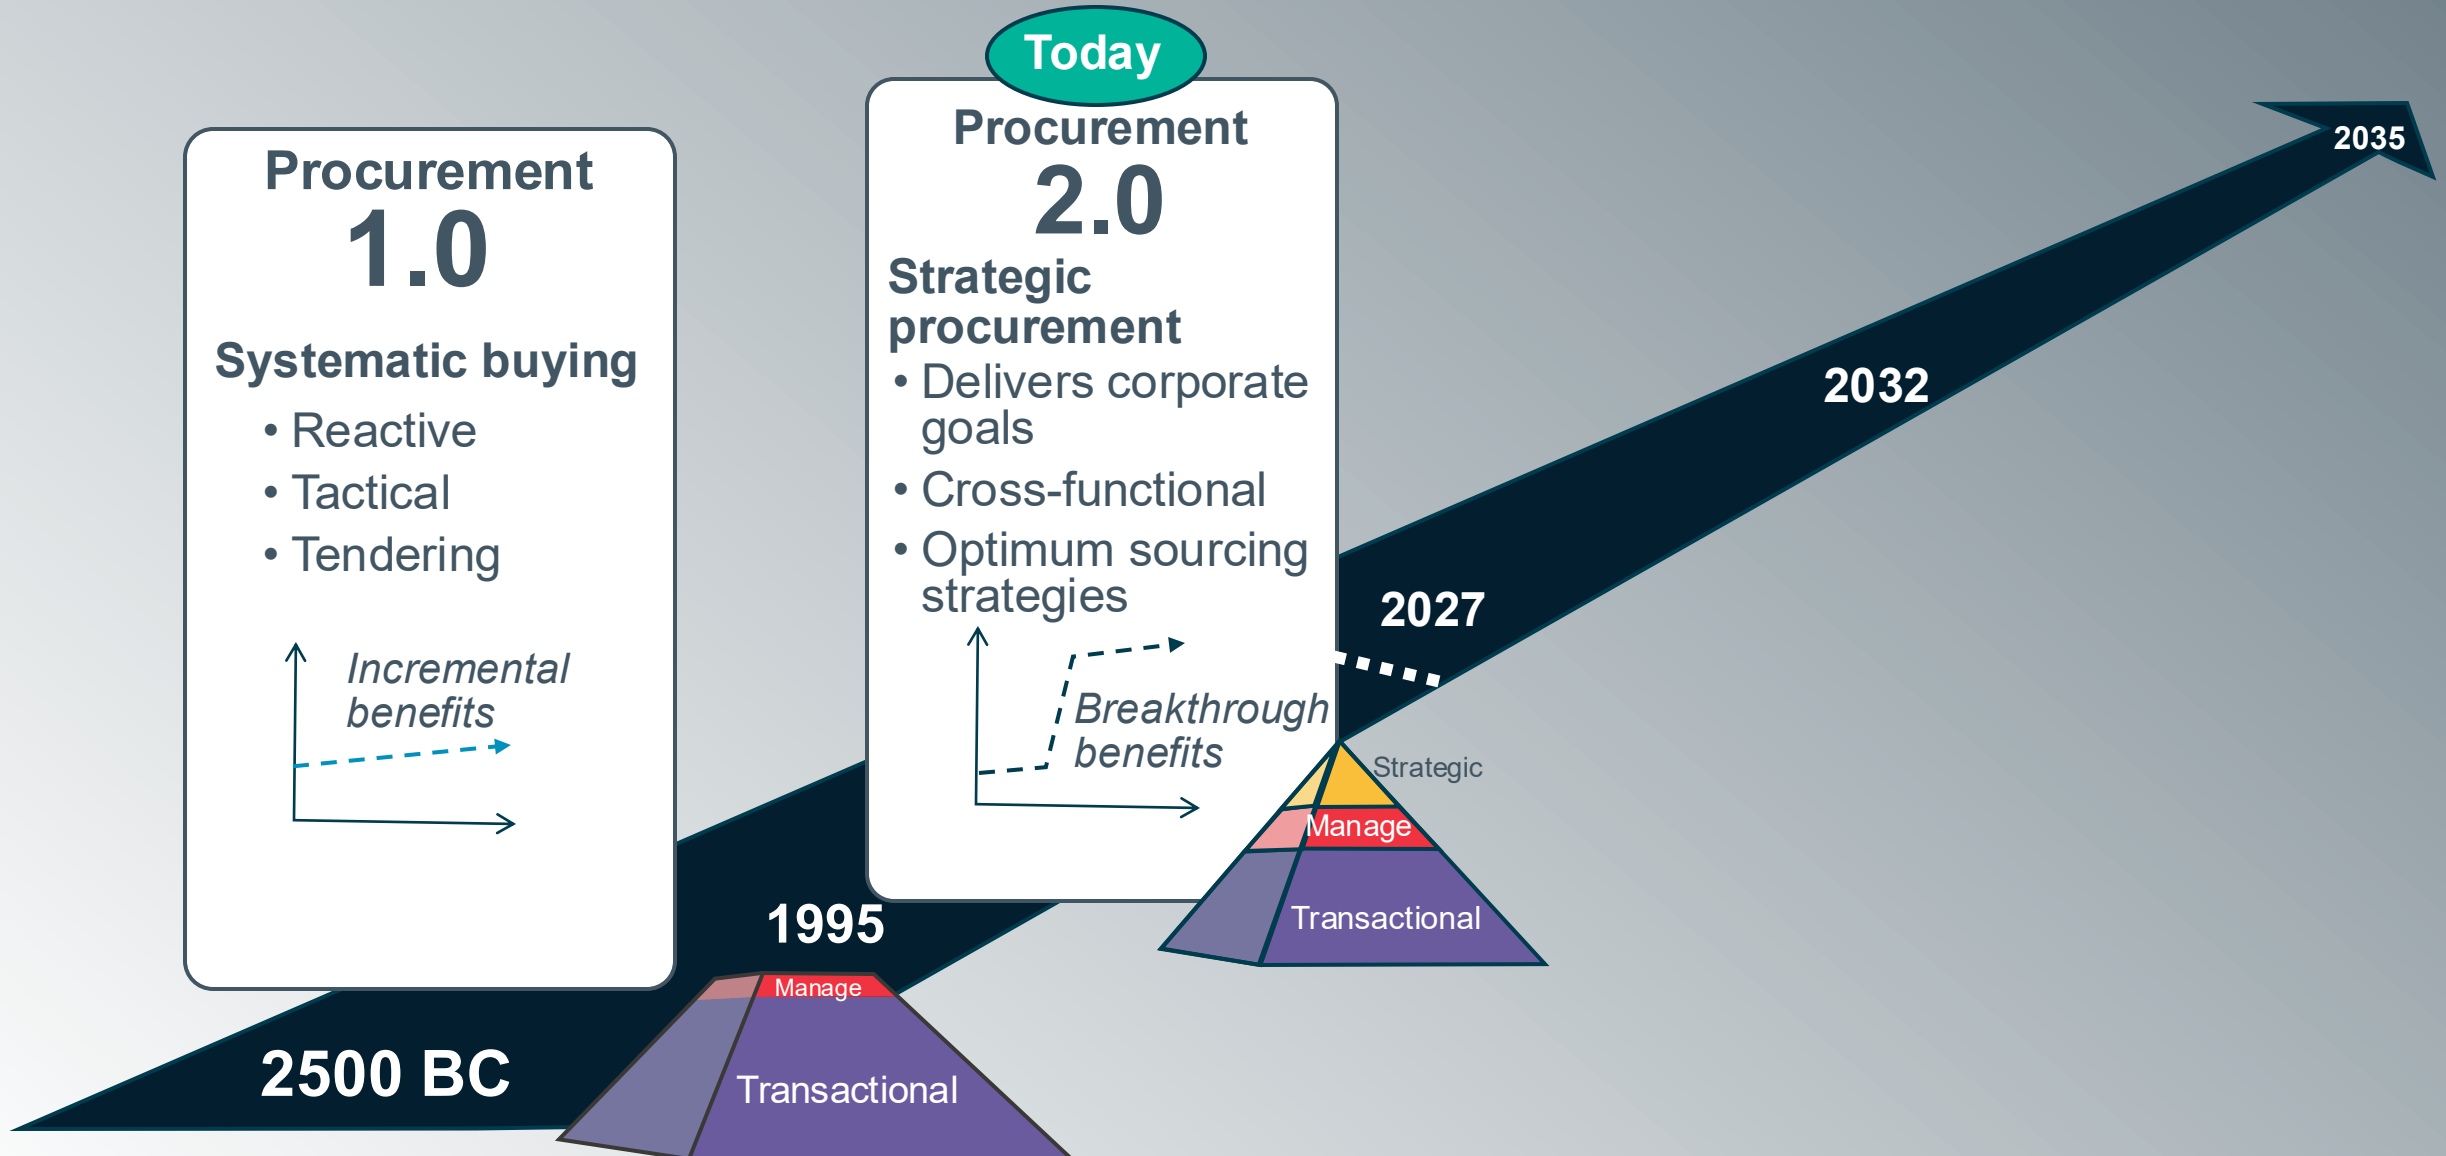 Today
Procurement
1.0
Systematic buying
• Reactive
• Tactical
• Tendering
Incremental
benefits
Procurement
2.0
Strategic
procurement
• Delivers corporate
goals
• Cross-functional
• Optimum sourcing
strategies
Breakthrough
benefits
2500 BC
1995
2027
2032
2035
Manage
Transactional
Strategic
Manage
Transactional